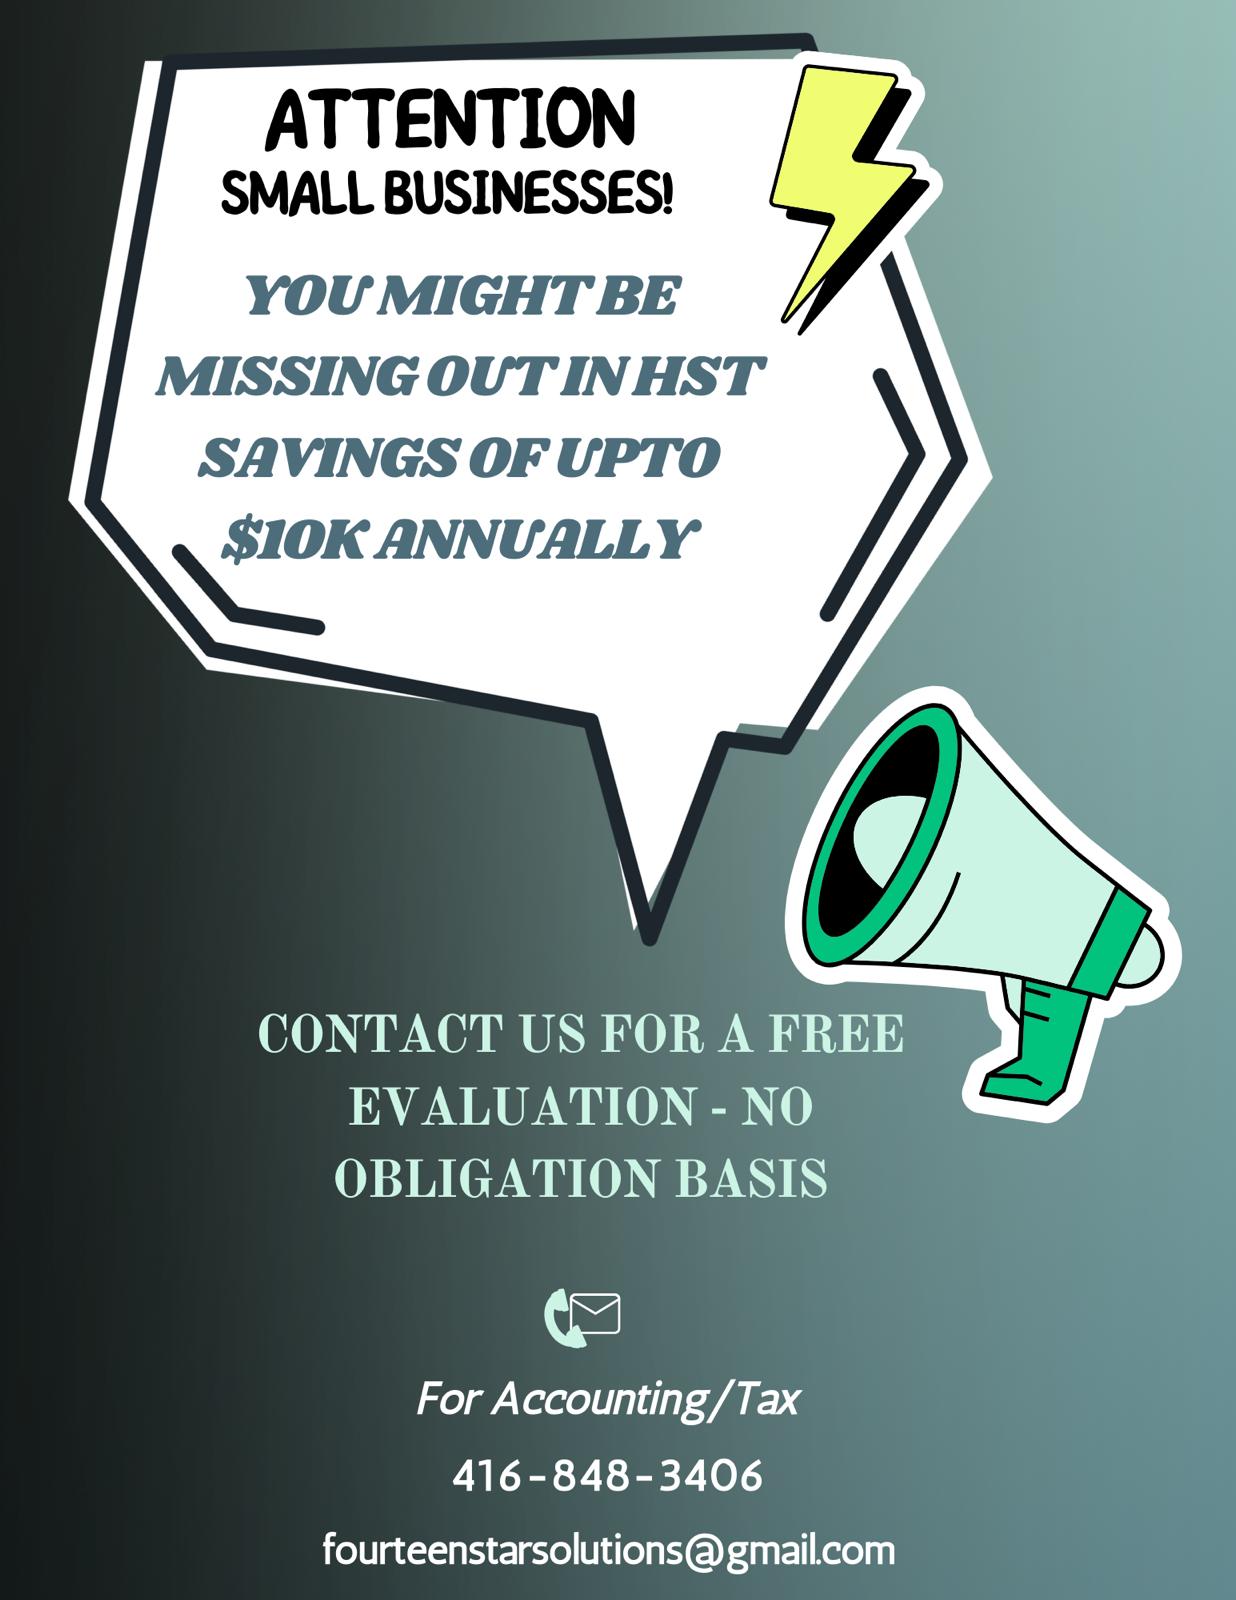 ATTENTION
SMALL BUSINESSES!
YOU MIGHT BE
MISSING OUT IN HST
SAVINGS OF UPTO
$10K ANNUALLY
CONTACT US FOR A FREE
EVALUATION - NO
OBLIGATION BASIS
For Accounting/Tax
416-848-3406
fourteenstarsolutions@gmail.com